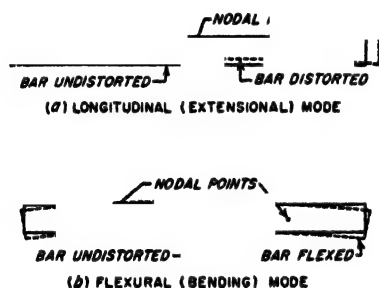 NODAL
BAR UNDISTORTED
BAR DISTORTED
(a) LONGITUDINAL (EXTENSIONAL) MODE
NODAL POINTS
BAR UNDISTORTED
BAR FLEXED
(b) FLEXURAL (BENDING) MODE